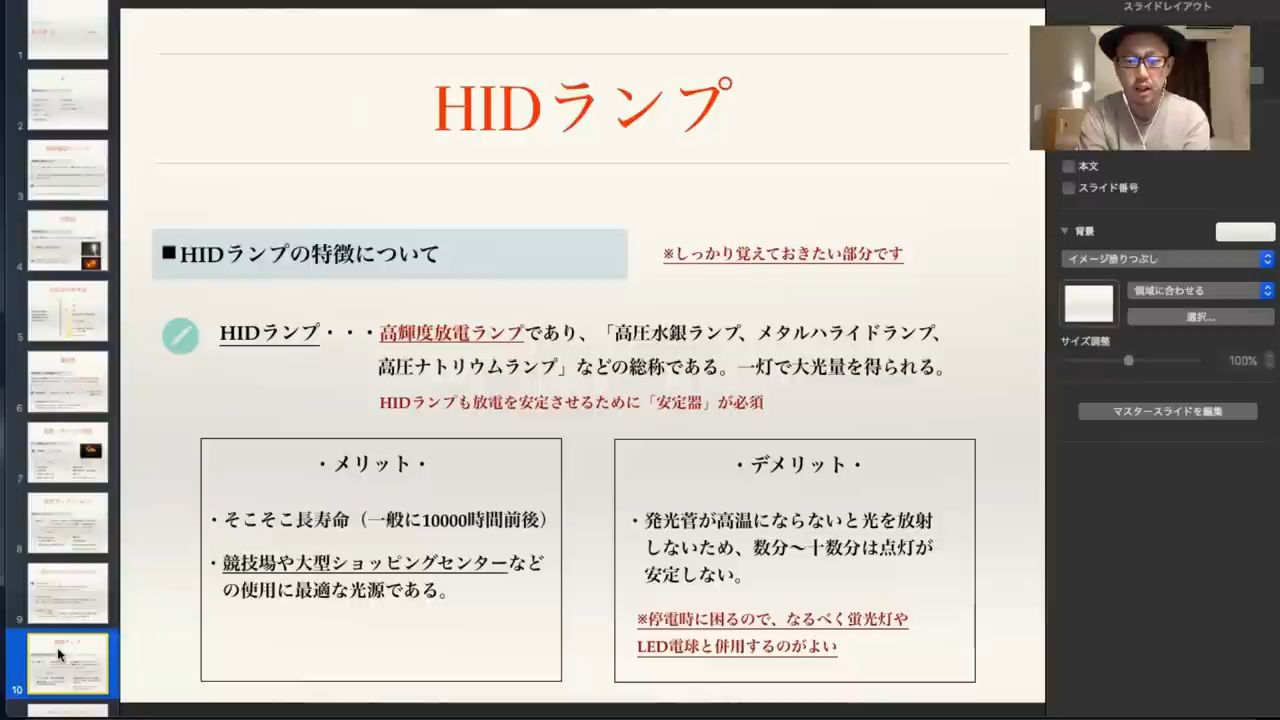 スライドレイアウト
HIDランプ
■HIDランプの特徴について
※しっかり覚えておきたい部分です
HIDランプ・・・高輝度放電ランプであり、「高圧水銀ランプ、メタルハライドランプ、
高圧ナトリウムランプ」などの総称である。一灯で大光量を得られる。
HIDランプも放電を安定させるために「安定器」が必須
・メリット・
・そこそこ長寿命（一般に10000時間前後）
・競技場や大型ショッピングセンターなど
の使用に最適な光源である。
・デメリット・
・発光菅が高温にならないと光を放射
しないため、数分〜十数分は点灯が
安定しない。
※停電時に困るので、なるべく蛍光灯や
LED電球と併用するのがよい
本文
スライド番号
背景
イメージ塗りつぶし
領域に合わせる
選択...
サイズ調整
100%
マスタースライドを編集
1
2
3
4
5
6
7
8
9
10